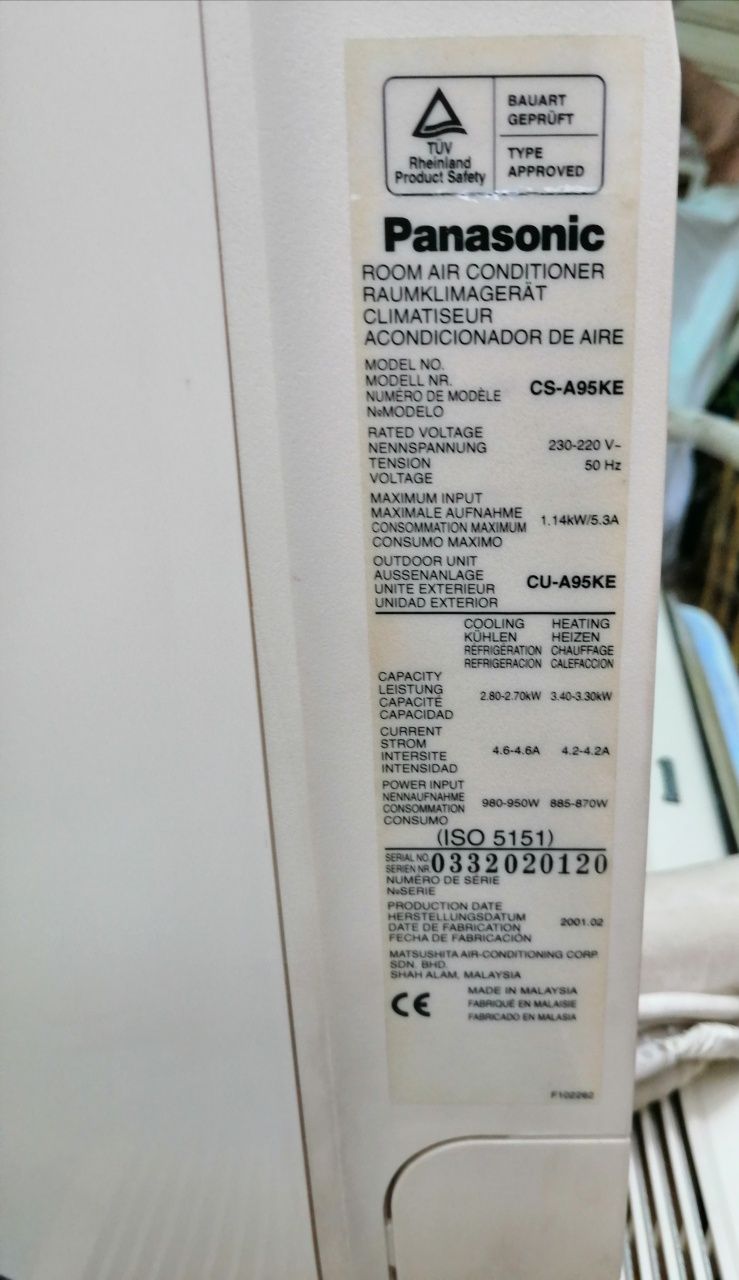 TÜV
Rheinland
Product Safety
BAUART
GEPRÜFT
TYPE
APPROVED
Panasonic
ROOM AIR CONDITIONER
RAUMKLIMAGERÄT
CLIMATISEUR
ACONDICIONADOR DE AIRE
MODEL NO.
MODELL NR.
NUMÉRO DE MODÈLE
NoMODELO
CS-A95KE
RATED VOLTAGE
NENNSPANNUNG
TENSION
VOLTAGE
230-220 V~
50 Hz
MAXIMUM INPUT
MAXIMALE AUFNAHME
CONSOMMATION MAXIMUM
CONSUMO MAXIMO
1.14kW/5.3A
OUTDOOR UNIT
AUSSENANLAGE
UNITE EXTERIEUR
UNIDAD EXTERIOR
CU-A95KE
COOLING HEATING
KÜHLEN HEIZEN
RÉFRIGÉRATION CHAUFFAGE
REFRIGERACION CALEFACCION
CAPACITY
LEISTUNG
CAPACITÉ
CAPACIDAD
2.80-2.70kW 3.40-3.30kW
CURRENT
STROM
INTERSITE
INTENSIDAD
4.6-4.6A 4.2-4.2A
POWER INPUT
NENNAUFNAHME
CONSOMMATION
CONSUMO
980-950W 885-870W
(ISO 5151)
SERIAL NO.
SERIEN NR.
0332020120
NUMÉRO DE SÉRIE
NoSERIE
PRODUCTION DATE
HERSTELLUNGSDATUM
DATE DE FABRICATION
FECHA DE FABRICACIÓN
2001.02
MATSUSHITA AIR-CONDITIONING CORP.
SDN. BHD.
SHAH ALAM, MALAYSIA
CE
MADE IN MALAYSIA
FABRIQUÉ EN MALAISIE
FABRICADO EN MALASIA
F102262